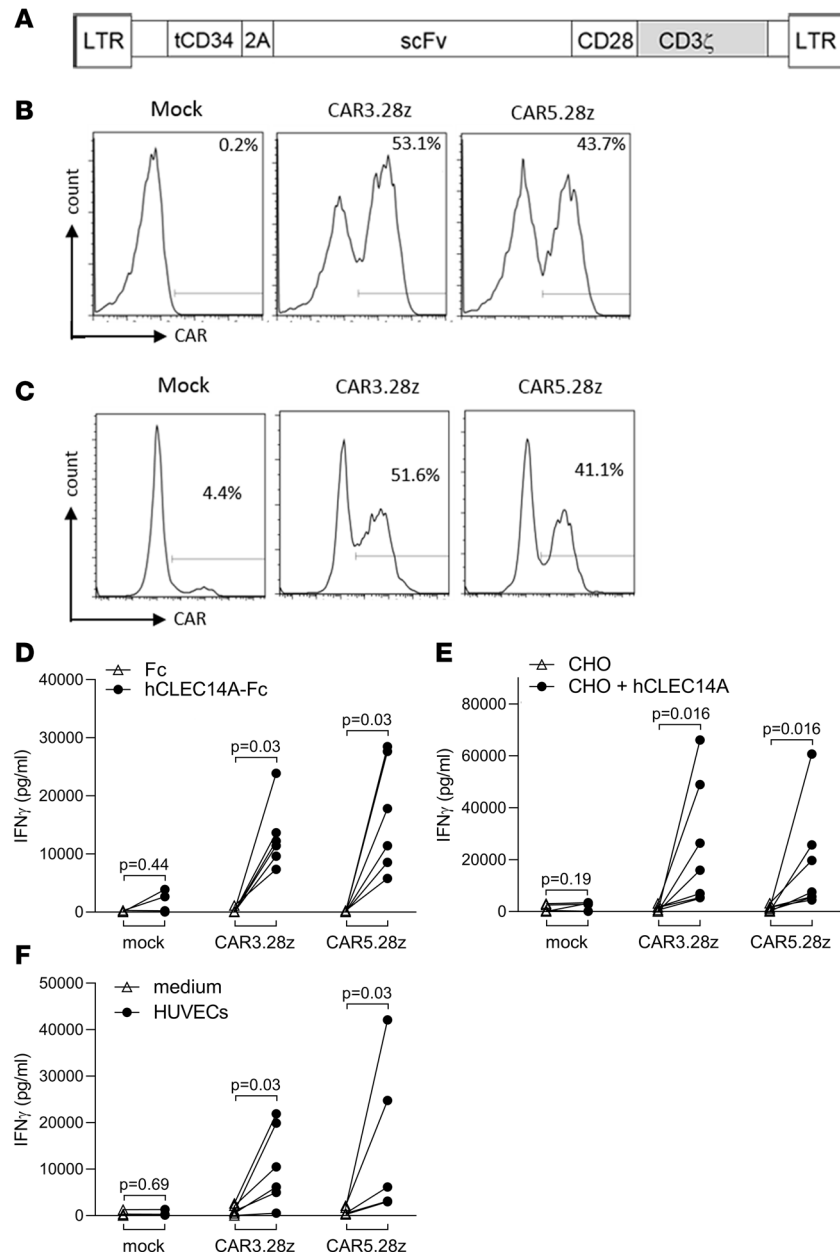 A
LTR tCD34 2A scFv CD28 CD3ζ LTR
B
Mock CAR3.28z CAR5.28z
0.2% 53.1% 43.7%
count
CAR
C
Mock CAR3.28z CAR5.28z
4.4% 51.6% 41.1%
count
CAR
D
Fc
hCLEC14A-Fc
IFNγ (pg/ml)
40000
30000
20000
10000
0
p=0.44
p=0.03
p=0.03
mock CAR3.28z CAR5.28z
E
CHO
CHO + hCLEC14A
IFNγ (pg/ml)
80000
60000
40000
20000
0
p=0.19
p=0.016
p=0.016
mock CAR3.28z CAR5.28z
F
medium
HUVECs
IFNγ (pg/ml)
50000
40000
30000
20000
10000
0
p=0.69
p=0.03
p=0.03
mock CAR3.28z CAR5.28z